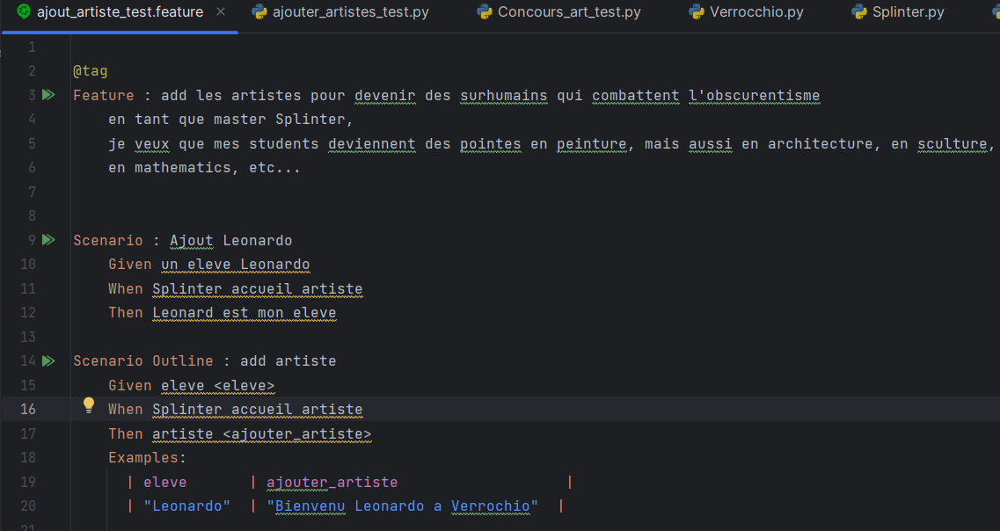 ajout_artiste_test.feature × ajouter_artistes_test.py Concours_art_test.py Verrocchio.py Splinter.py
1
2 @tag
3 Feature : add les artistes pour devenir des surhumains qui combattent l'obscurentisme
4 en tant que master Splinter,
5 je veux que mes students deviennent des pointes en peinture, mais aussi en architecture, en sculture,
6 en mathematics, etc...
7
8
9 Scenario : Ajout Leonardo
10 Given un eleve Leonardo
11 When Splinter accueil artiste
12 Then Leonard est mon eleve
13
14 Scenario Outline : add artiste
15 Given eleve <eleve>
16 When Splinter accueil artiste
17 Then artiste <ajouter_artiste>
18 Examples:
19 | eleve | ajouter_artiste |
20 | "Leonardo" | "Bienvenu Leonardo a Verrochio" |
21